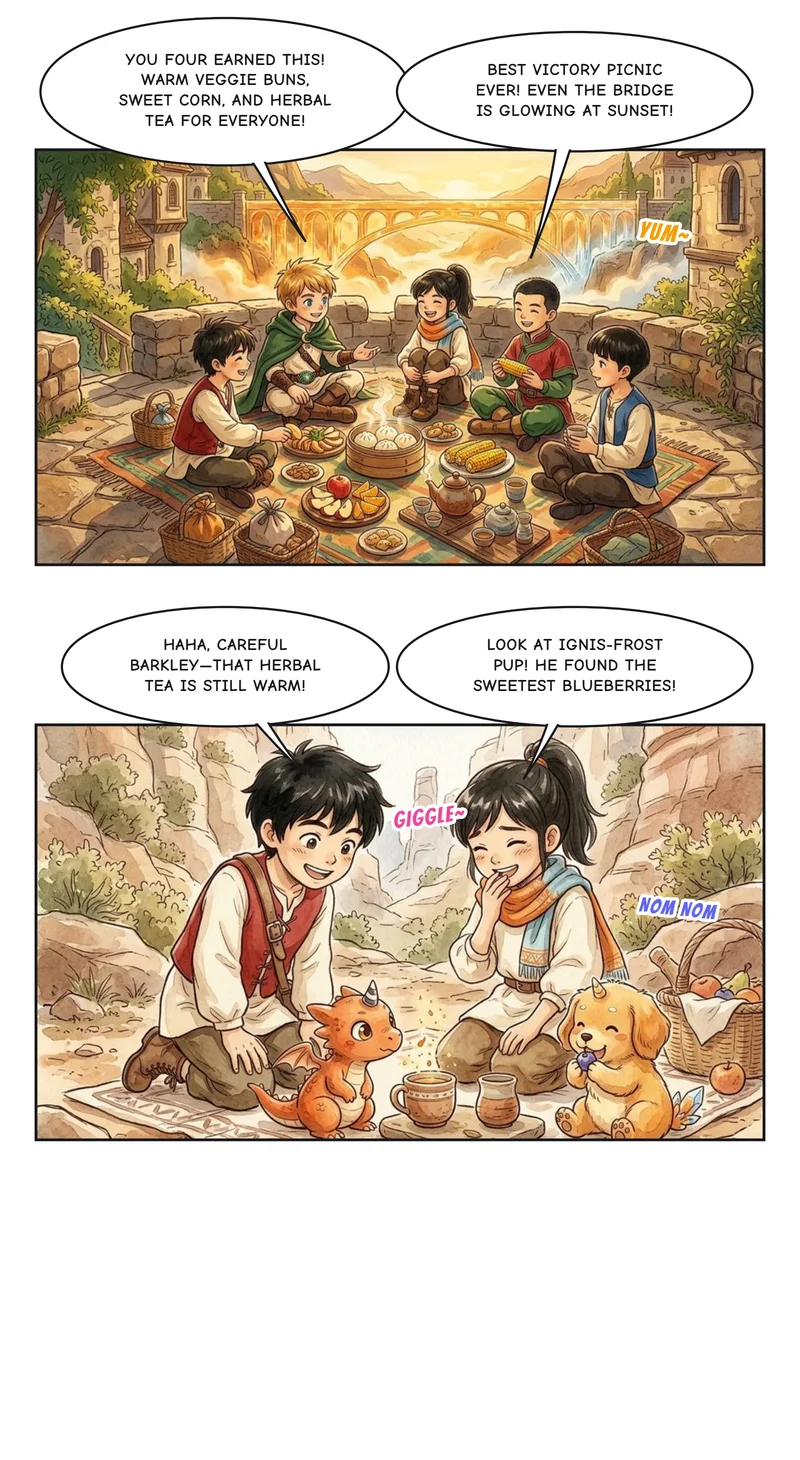 YOU FOUR EARNED THIS!
WARM VEGGIE BUNS,
SWEET CORN, AND HERBAL
TEA FOR EVERYONE!
BEST VICTORY PICNIC
EVER! EVEN THE BRIDGE
IS GLOWING AT SUNSET!
YUM~
HAHA, CAREFUL
BARKLEY—THAT HERBAL
TEA IS STILL WARM!
LOOK AT IGNIS-FROST
PUP! HE FOUND THE
SWEETEST BLUEBERRIES!
GIGGLE~
NOM NOM